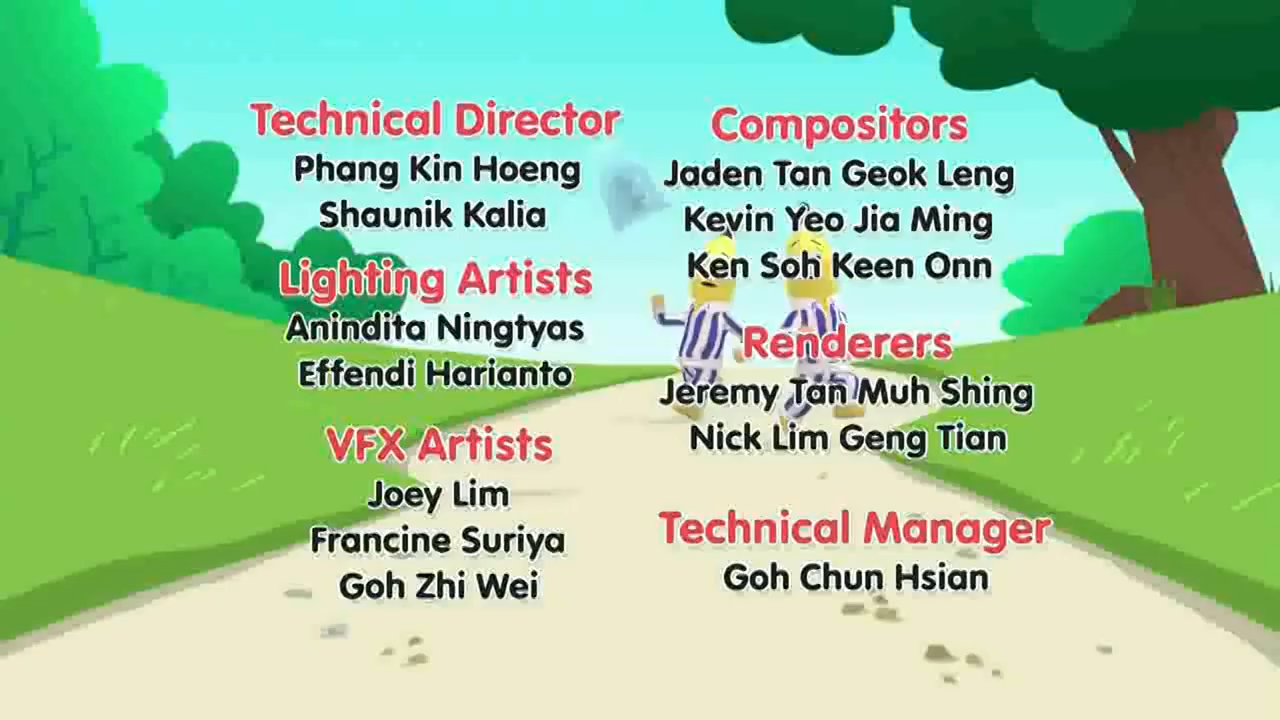 Technical Director
Phang Kin Hoeng
Shaunik Kalia
Lighting Artists
Anindita Ningtyas
Effendi Harianto
VFX Artists
Joey Lim
Francine Suriya
Goh Zhi Wei
Compositors
Jaden Tan Geok Leng
Kevin Yeo Jia Ming
Ken Soh Keen Onn
Renderers
Jeremy Tan Muh Shing
Nick Lim Geng Tian
Technical Manager
Goh Chun Hsian